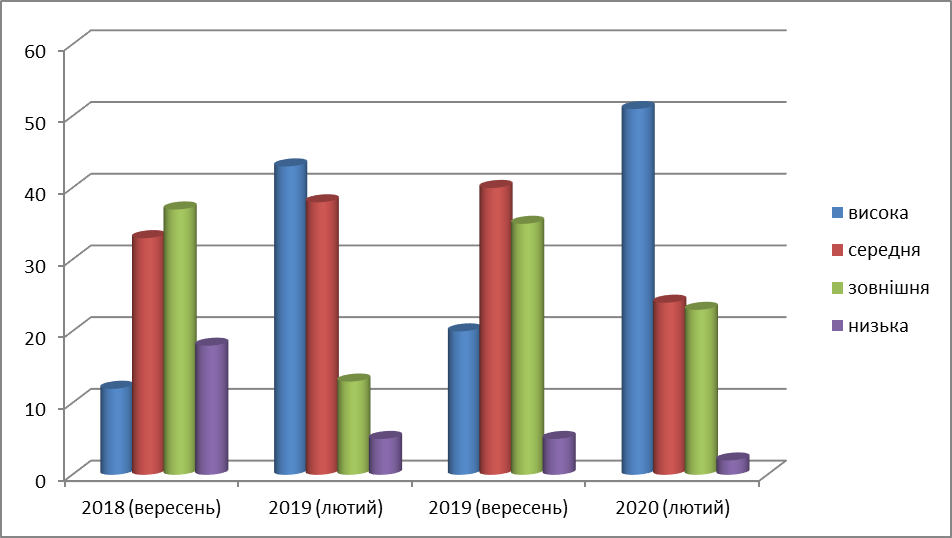 60
50
40
30
20
10
0
2018 (вересень)
2019 (лютий)
2019 (вересень)
2020 (лютий)
висока
середня
зовнішня
низька